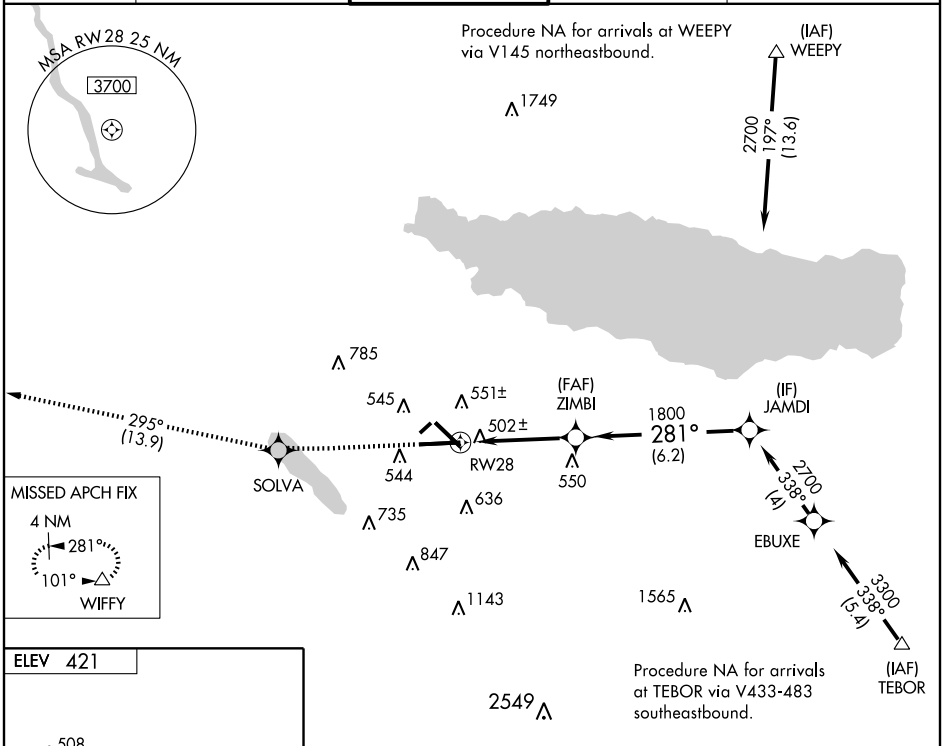 MSA RW 28 25 NM
3700
Procedure NA for arrivals at WEEPY
via V145 northeastbound.
(IAF)
WEEPY
1749
2700
197°
(13.6)
785
545
551±
(FAF)
ZIMBI
(IF)
JAMDI
502±
1800
281°
(6.2)
295°
(13.9)
SOLVA
544
RW28
550
2700
338°
(4)
EBUXE
MISSED APCH FIX
4 NM
281°
101°
WIFFY
735
636
847
1143
1565
3300
338°
(5.4)
(IAF)
TEBOR
ELEV 421
Procedure NA for arrivals
at TEBOR via V433-483
southeastbound.
2549
508